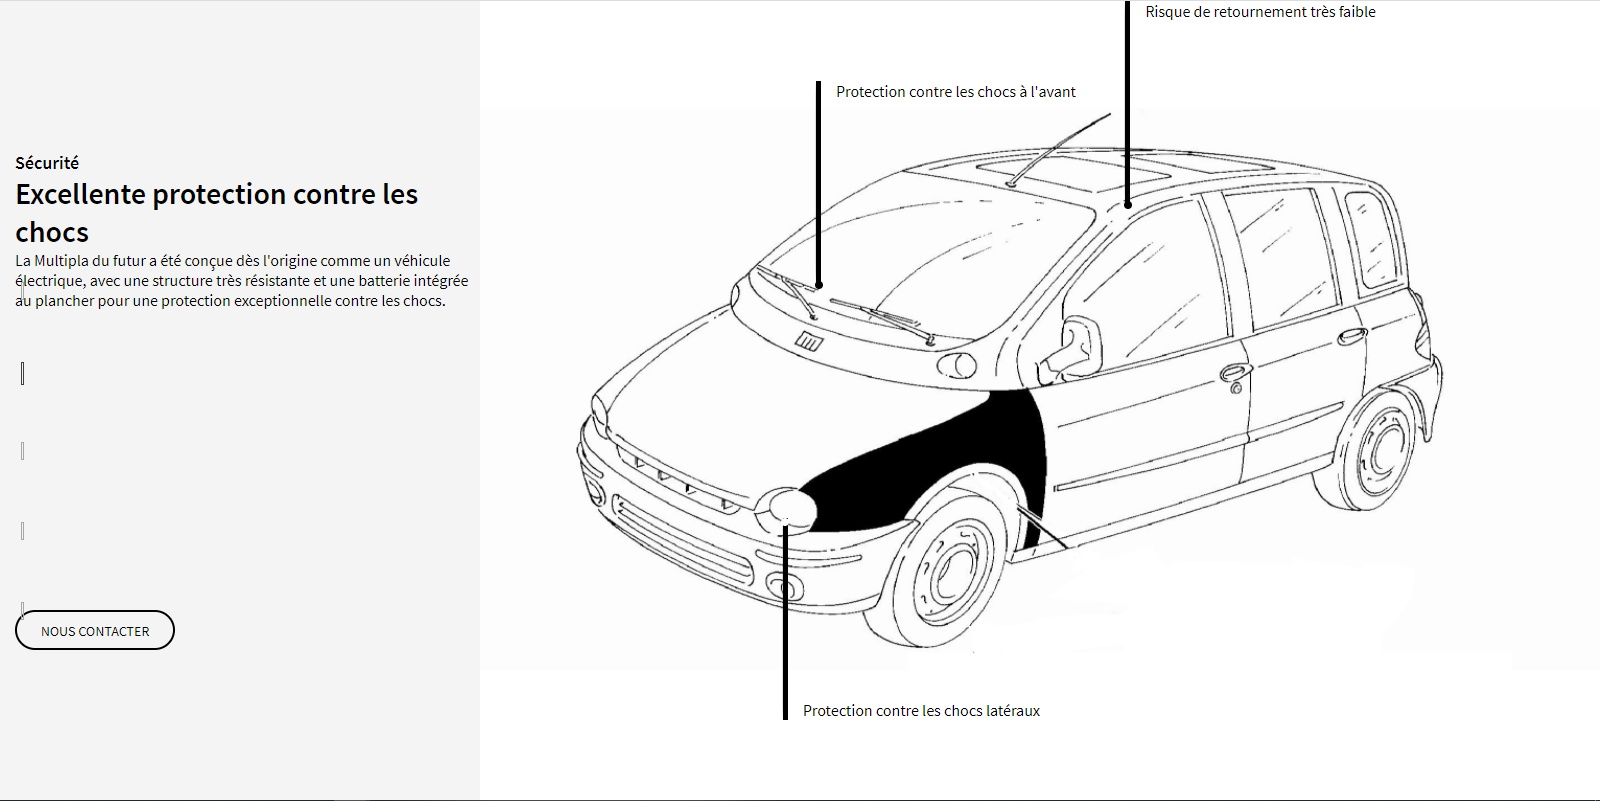 Risque de retournement très faible
Protection contre les chocs à l'avant
Sécurité
Excellente protection contre les
chocs
La Multipla du futur a été conçue dès l'origine comme un véhicule
électrique, avec une structure très résistante et une batterie intégrée
au plancher pour une protection exceptionnelle contre les chocs.
NOUS CONTACTER
Protection contre les chocs latéraux